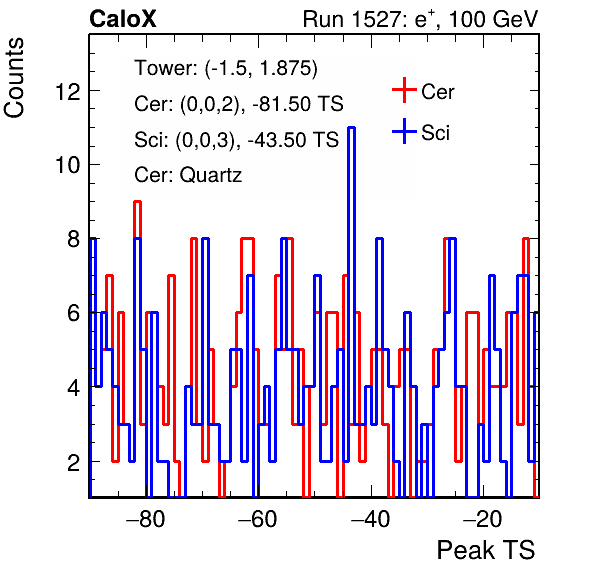 CaloX Run 1527: e+, 100 GeV
Counts
Tower: (-1.5, 1.875)
Cer: (0,0,2), -81.50 TS
Sci: (0,0,3), -43.50 TS
Cer: Quartz
Cer
Sci
12
10
8
6
4
2
−80 −60 −40 −20
Peak TS